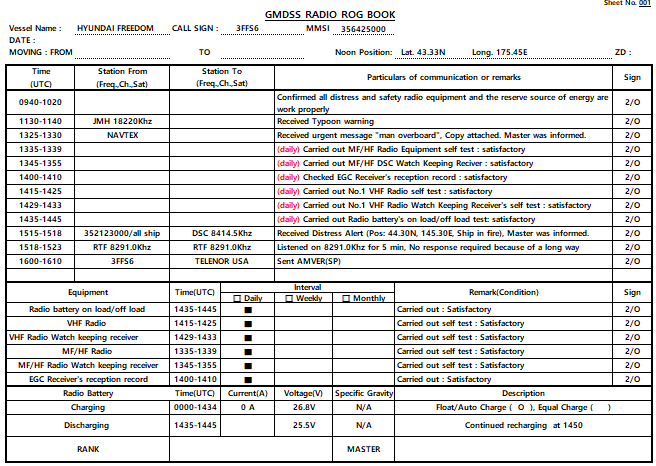 Sheet No. 001
GMDSS RADIO ROG BOOK
Vessel Name : HYUNDAI FREEDOM CALL SIGN : 3FFS6 MMSI 356425000
DATE :
MOVING : FROM TO Noon Position: Lat. 43.33N Long. 175.45E ZD :
Time (UTC) Station From (Freq,Ch.,Sat) Station To (Freq,Ch.,Sat) Particulars of communication or remarks Sign
0940-1020 Confirmed all distress and safety radio equipment and the reserve source of energy are work properly 2/O
1130-1140 JMH 18220Khz Received Typoon warning 2/O
1325-1330 NAVTEX Received urgent message "man overboard", Copy attached. Master was informed. 2/O
1335-1339 (daily) Carried out MF/HF Radio Equipment self test : satisfactory 2/O
1345-1355 (daily) Carried out MF/HF DSC Watch Keeping Reciver : satisfactory 2/O
1400-1410 (daily) Checked EGC Receiver's reception record : satisfactory 2/O
1415-1425 (daily) Carried out No.1 VHF Radio self test : satisfactory 2/O
1429-1433 (daily) Carried out No.1 VHF Radio Watch Keeping Receiver's self test : satisfactory 2/O
1435-1445 (daily) Carried out Radio battery's on load/off load test: satisfactory 2/O
1515-1518 352123000/all ship DSC 8414.5Khz Received Distress Alert (Pos: 44.30N, 145.30E, Ship in fire), Master was informed. 2/O
1518-1523 RTF 8291.0Khz RTF 8291.0Khz Listened on 8291.0Khz for 5 min, No response required because of a long way 2/O
1600-1610 3FFS6 TELENOR USA Sent AMVER(SP) 2/O
Equipment Time(UTC) Interval Remark(Condition) Sign
☐ Daily ☐ Weekly ☐ Monthly
Radio battery on load/off load 1435-1445 ■ Carried out : Satisfactory 2/O
VHF Radio 1415-1425 ■ Carried out self test : Satisfactory 2/O
VHF Radio Watch keeping receiver 1429-1433 ■ Carried out self test : Satisfactory 2/O
MF/HF Radio 1335-1339 ■ Carried out self test : Satisfactory 2/O
MF/HF Radio Watch keeping receiver 1345-1355 ■ Carried out self test : Satisfactory 2/O
EGC Receiver's reception record 1400-1410 ■ Carried out self test : Satisfactory 2/O
Radio Battery Time(UTC) Current(A) Voltage(V) Specific Gravity Description
Charging 0000-1434 0 A 26.8V N/A Float/Auto Charge ( O ), Equal Charge ( )
Discharging 1435-1445 25.5V N/A Continued recharging at 1450
RANK MASTER